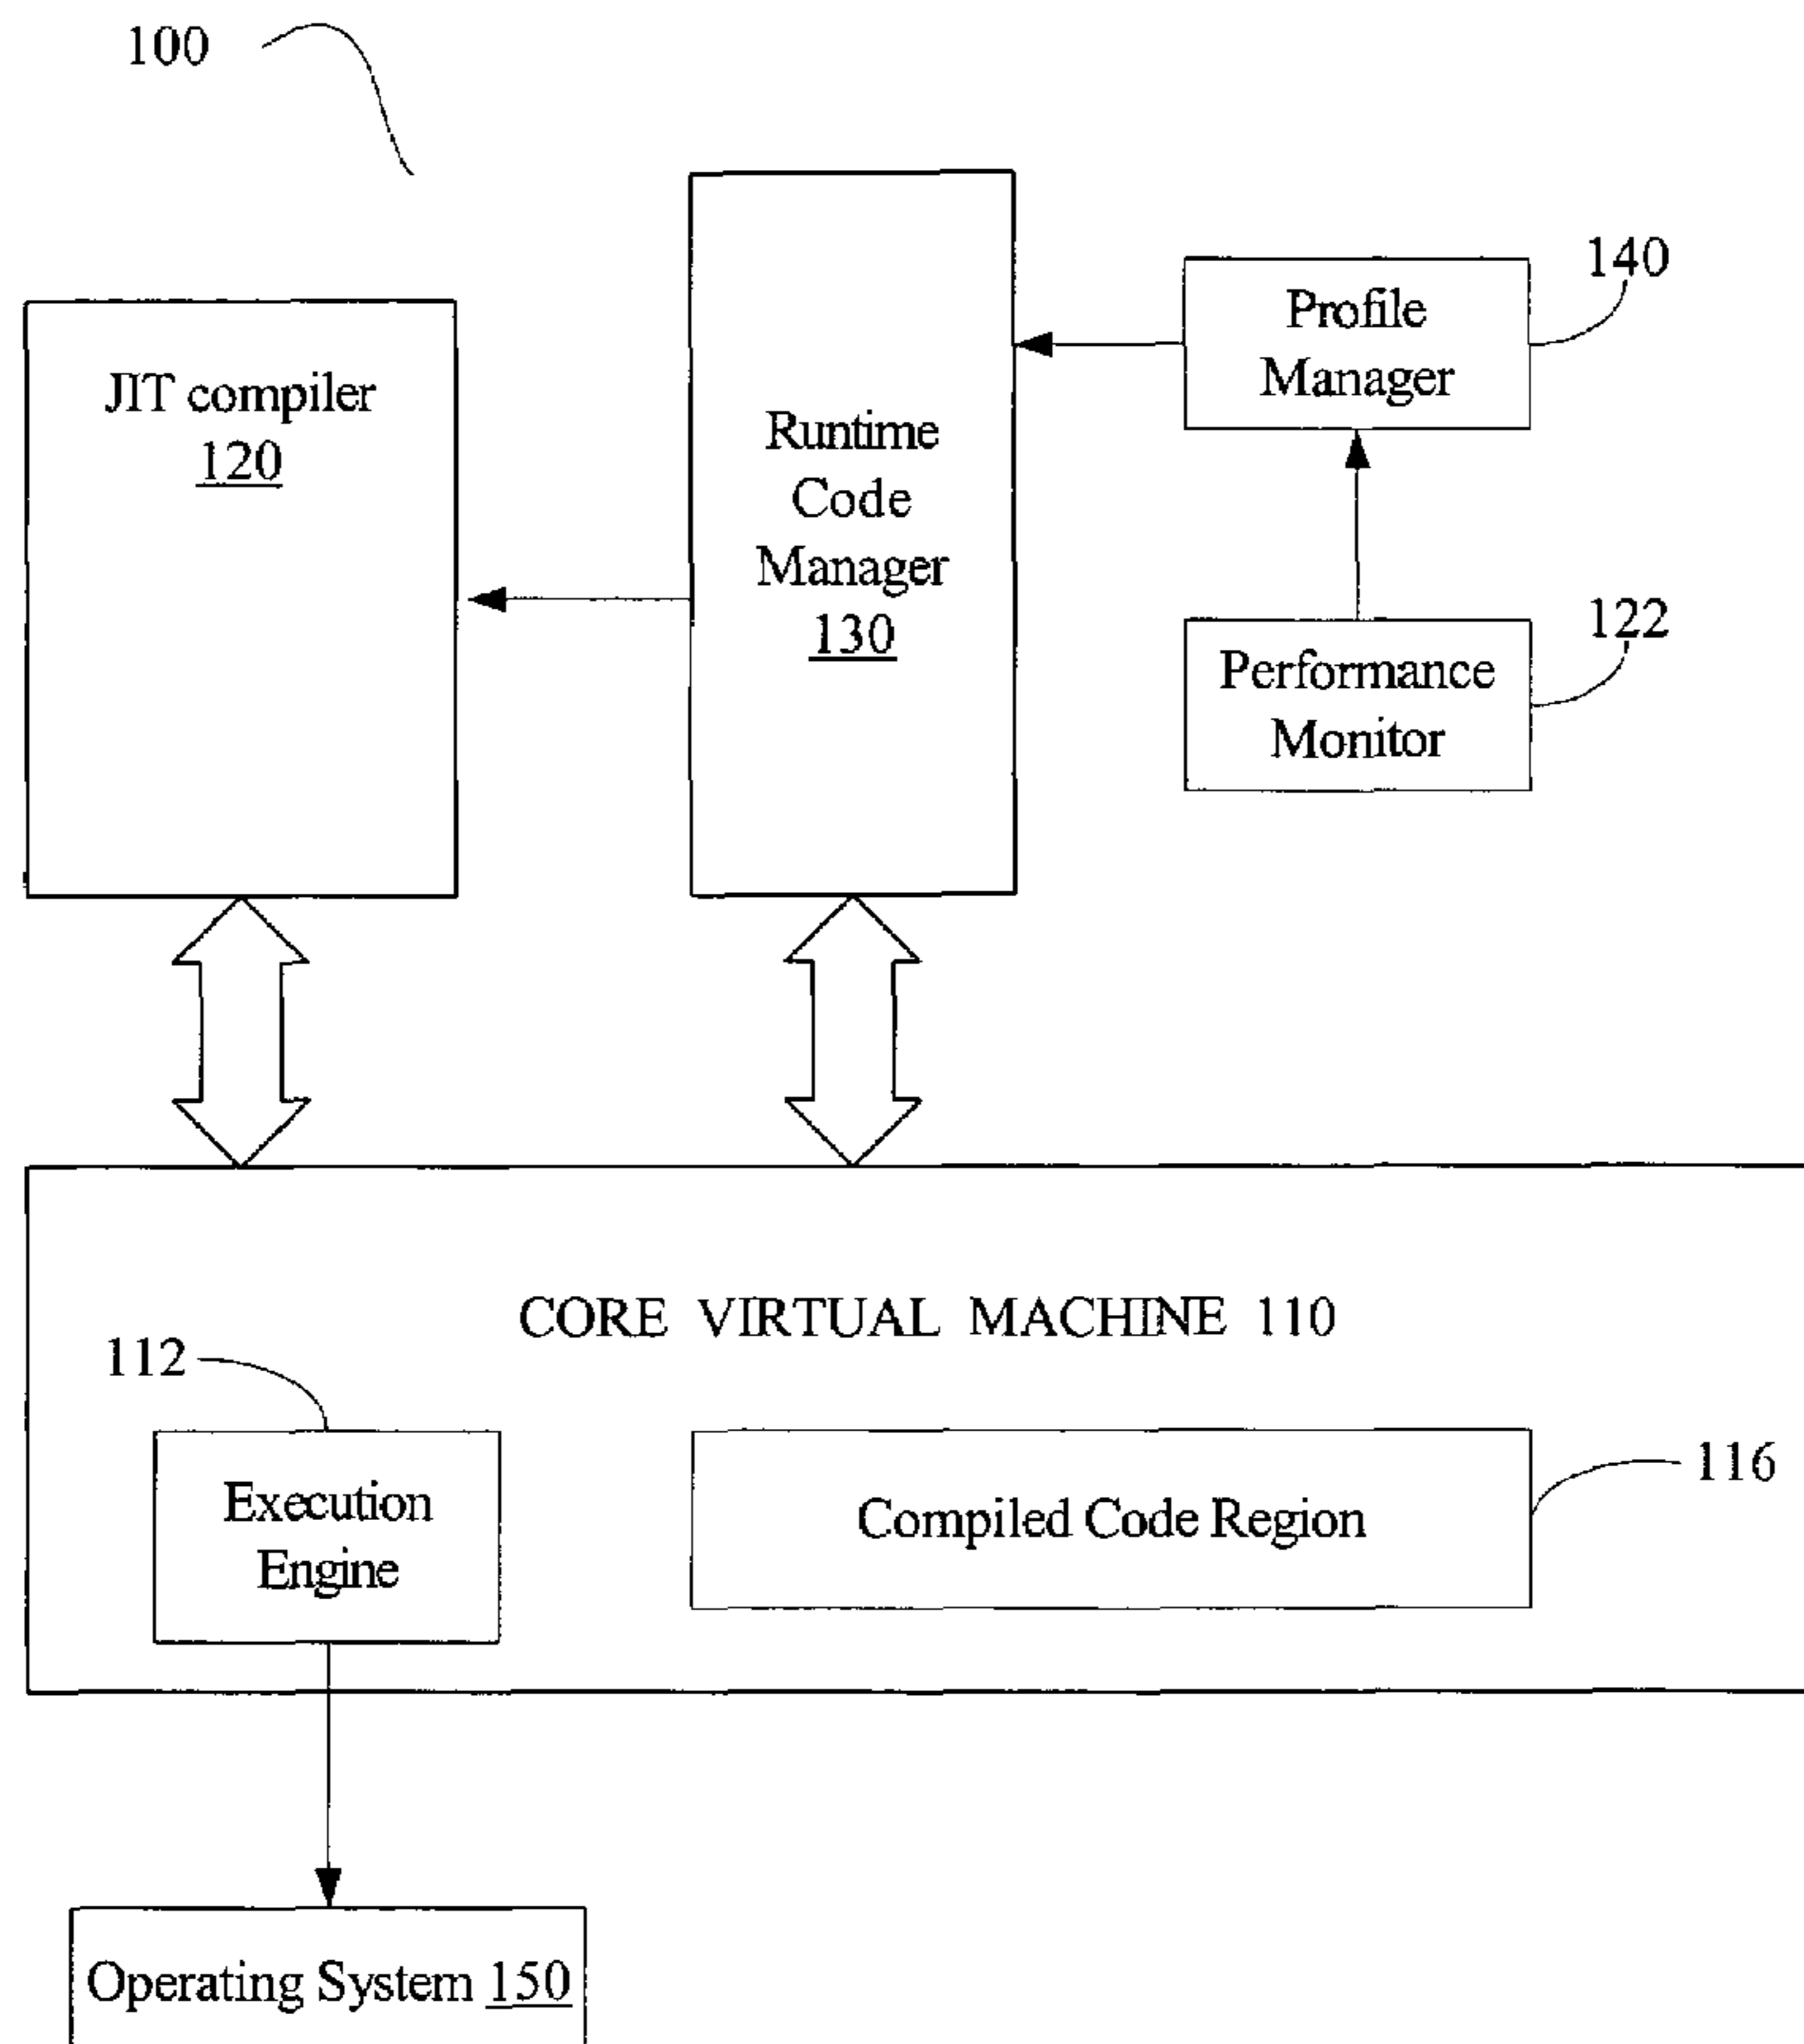 100
140
Profile
Manager
JIT compiler
120
Runtime
Code
Manager
130
122
Performance
Monitor
CORE VIRTUAL MACHINE 110
112
Execution
Engine
Compiled Code Region
116
Operating System 150